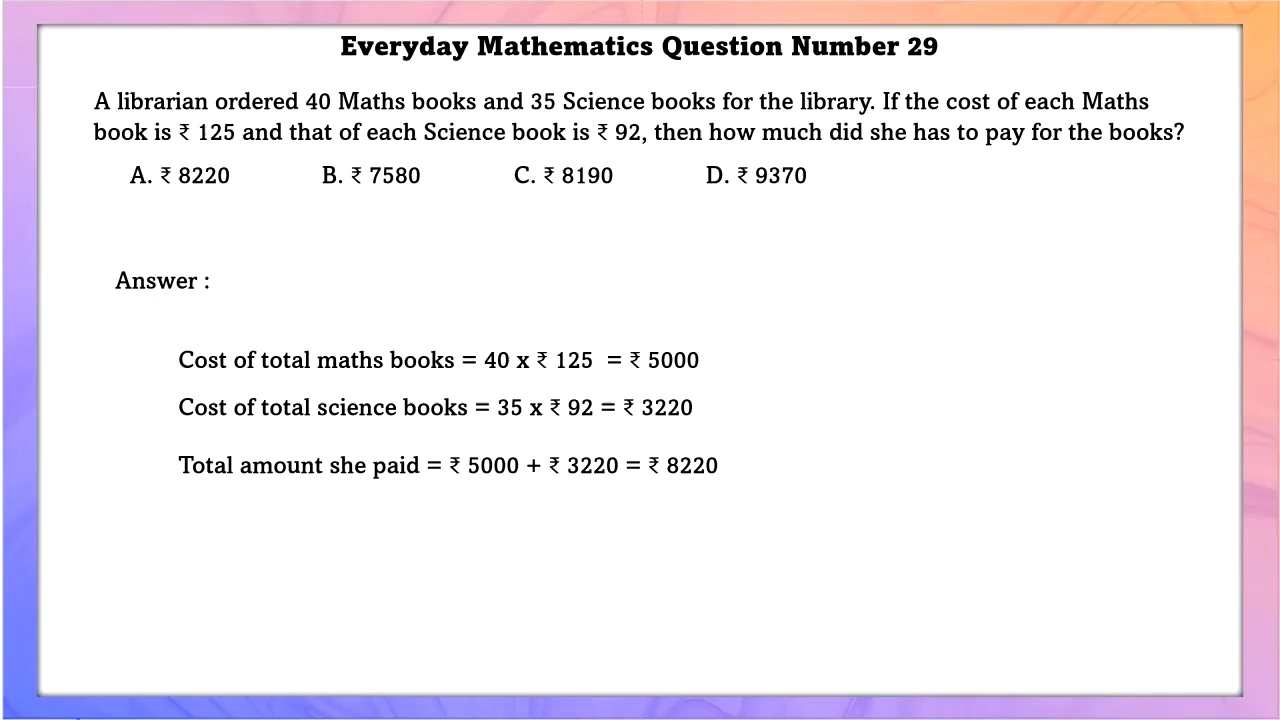 Everyday Mathematics Question Number 29
A librarian ordered 40 Maths books and 35 Science books for the library. If the cost of each Maths
book is ₹ 125 and that of each Science book is ₹ 92, then how much did she has to pay for the books?
A. ₹ 8220 B. ₹ 7580 C. ₹ 8190 D. ₹ 9370
Answer :
Cost of total maths books = 40 x ₹ 125 = ₹ 5000
Cost of total science books = 35 x ₹ 92 = ₹ 3220
Total amount she paid = ₹ 5000 + ₹ 3220 = ₹ 8220